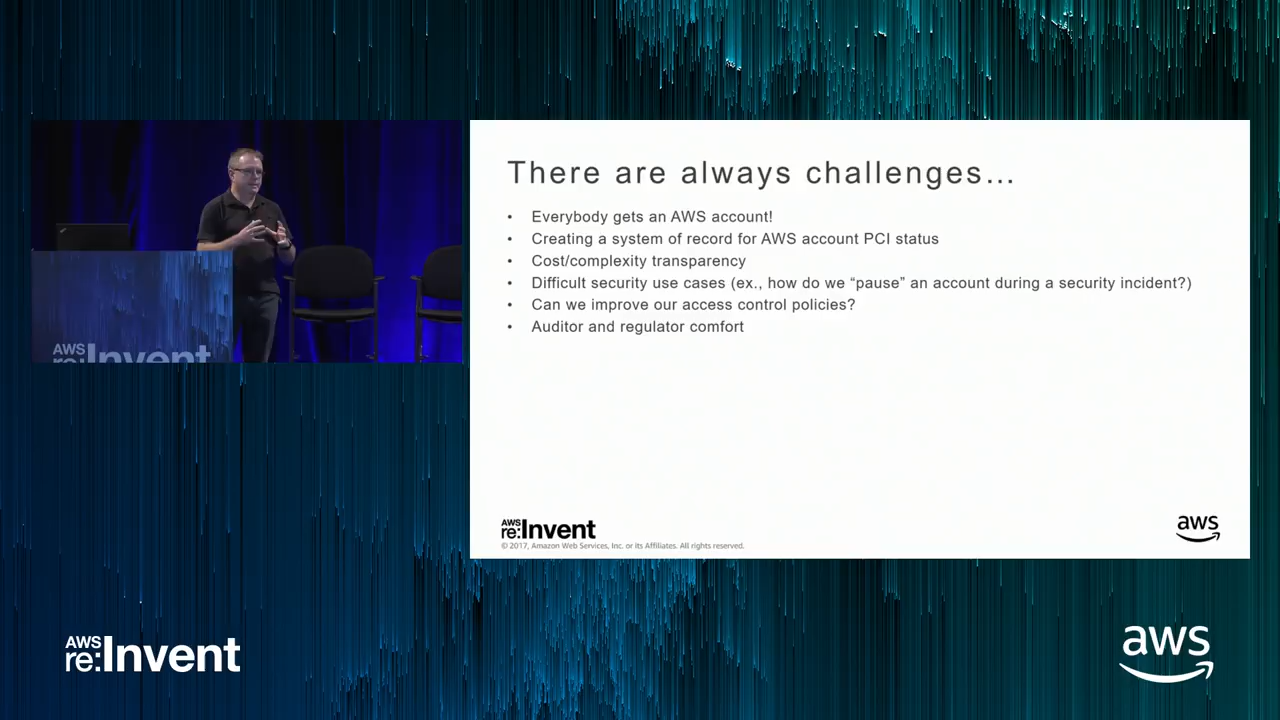 There are always challenges…
• Everybody gets an AWS account!
• Creating a system of record for AWS account PCI status
• Cost/complexity transparency
• Difficult security use cases (ex., how do we “pause” an account during a security incident?)
• Can we improve our access control policies?
• Auditor and regulator comfort
AWS
re:Invent
© 2017, Amazon Web Services, Inc. or its Affiliates. All rights reserved.
aws
AWS
re:Invent
AWS
re:Invent
aws